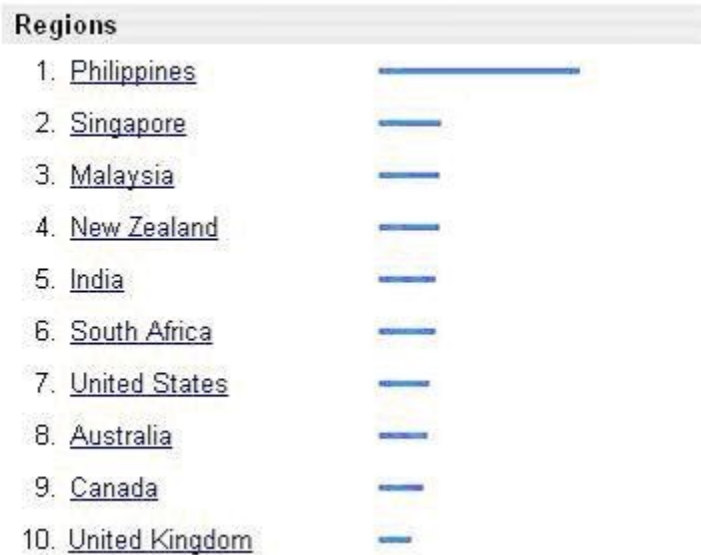 Regions
1. Philippines
2. Singapore
3. Malaysia
4. New Zealand
5. India
6. South Africa
7. United States
8. Australia
9. Canada
10. United Kingdom